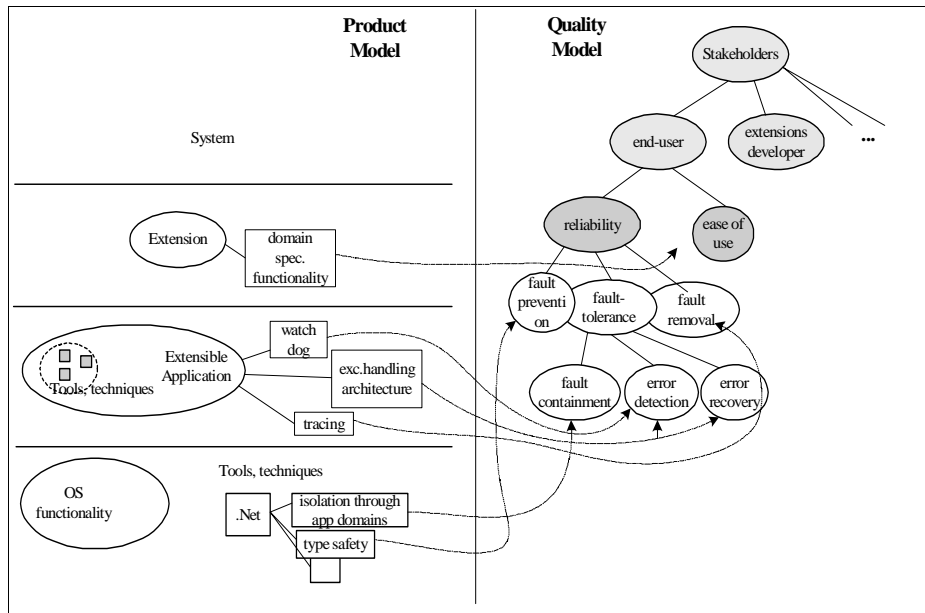 Product
Model
Quality
Model
Stakeholders
System
end-user
extensions
developer
...
Extension
domain
spec.
functionality
reliability
ease of
use
fault
preventi
on
fault-
tolerance
fault
removal
watch
dog
Extensible
Application
Tools, techniques
exc.handling
architecture
tracing
fault
containment
error
detection
error
recovery
OS
functionality
Tools, techniques
.Net
isolation through
app domains
type safety